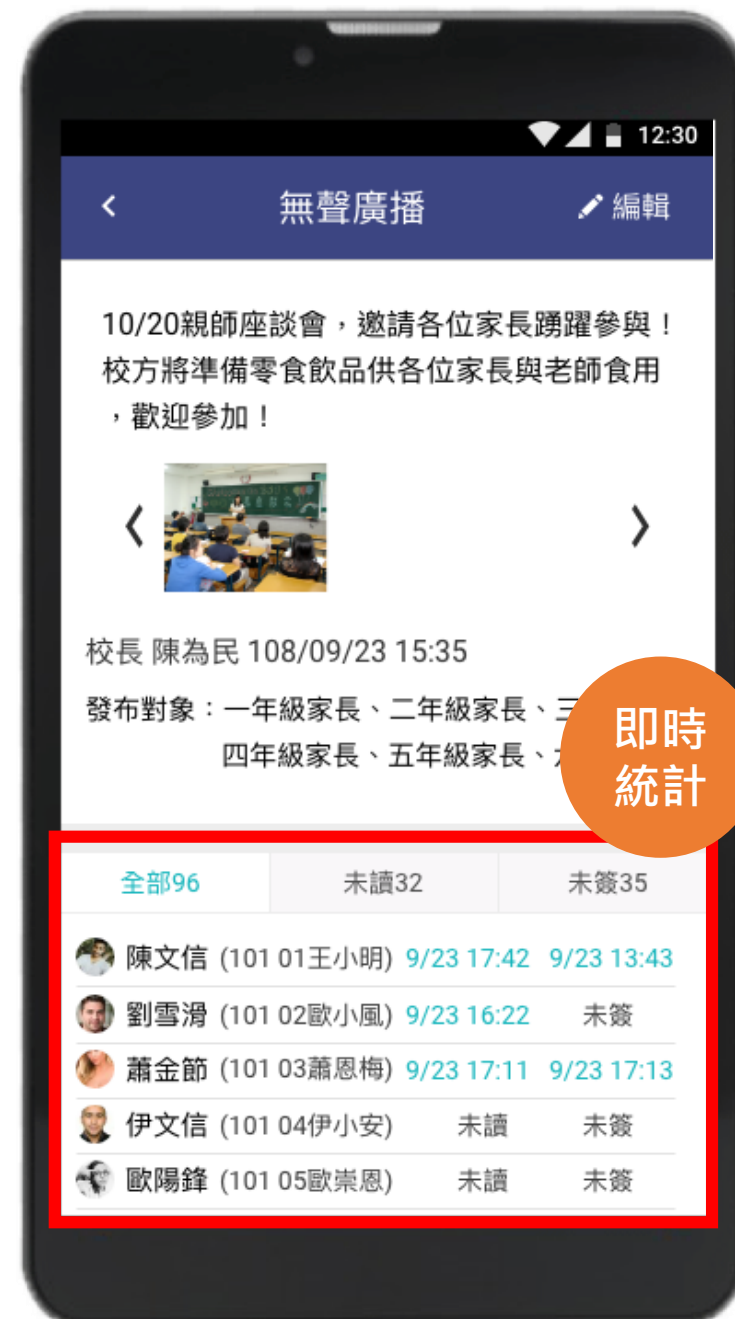 12:30
無聲廣播
編輯
10/20親師座談會，邀請各位家長踴躍參與！
校方將準備零食飲品供各位家長與老師食用
，歡迎參加！
校長 陳為民 108/09/23 15:35
發布對象：一年級家長、二年級家長、三
四年級家長、五年級家長、
即時
統計
全部96 未讀32 未簽35
陳文信 (101 01王小明) 9/23 17:42 9/23 13:43
劉雪滑 (101 02歐小風) 9/23 16:22 未簽
蕭金節 (101 03蕭恩梅) 9/23 17:11 9/23 17:13
伊文信 (101 04伊小安) 未讀 未簽
歐陽鋒 (101 05歐崇恩) 未讀 未簽